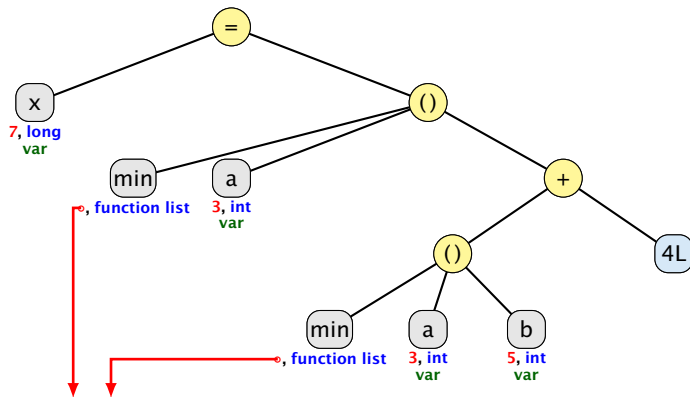 =
x
7, long
var
()
min
, function list
a
3, int
var
+
()
4L
min
, function list
a
3, int
var
b
5, int
var